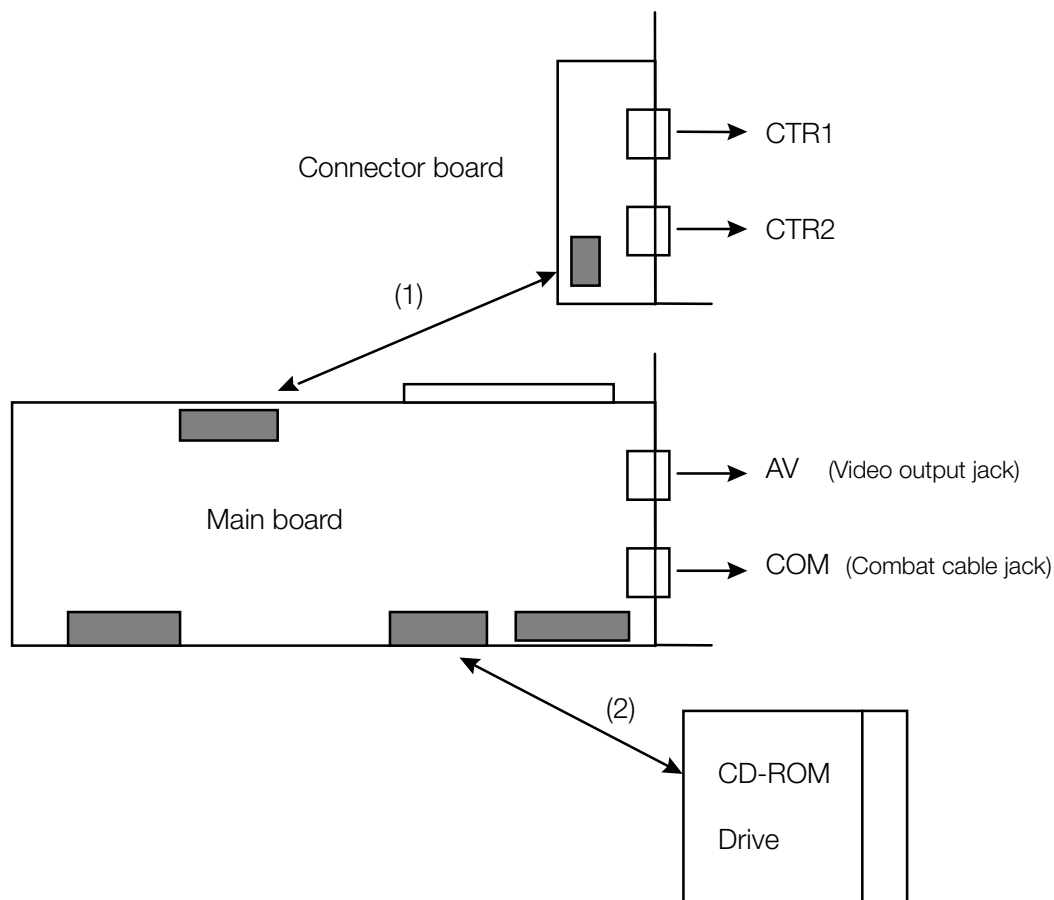 CTR1
Connector board
CTR2
(1)
AV (Video output jack)
Main board
COM (Combat cable jack)
(2)
CD-ROM
Drive